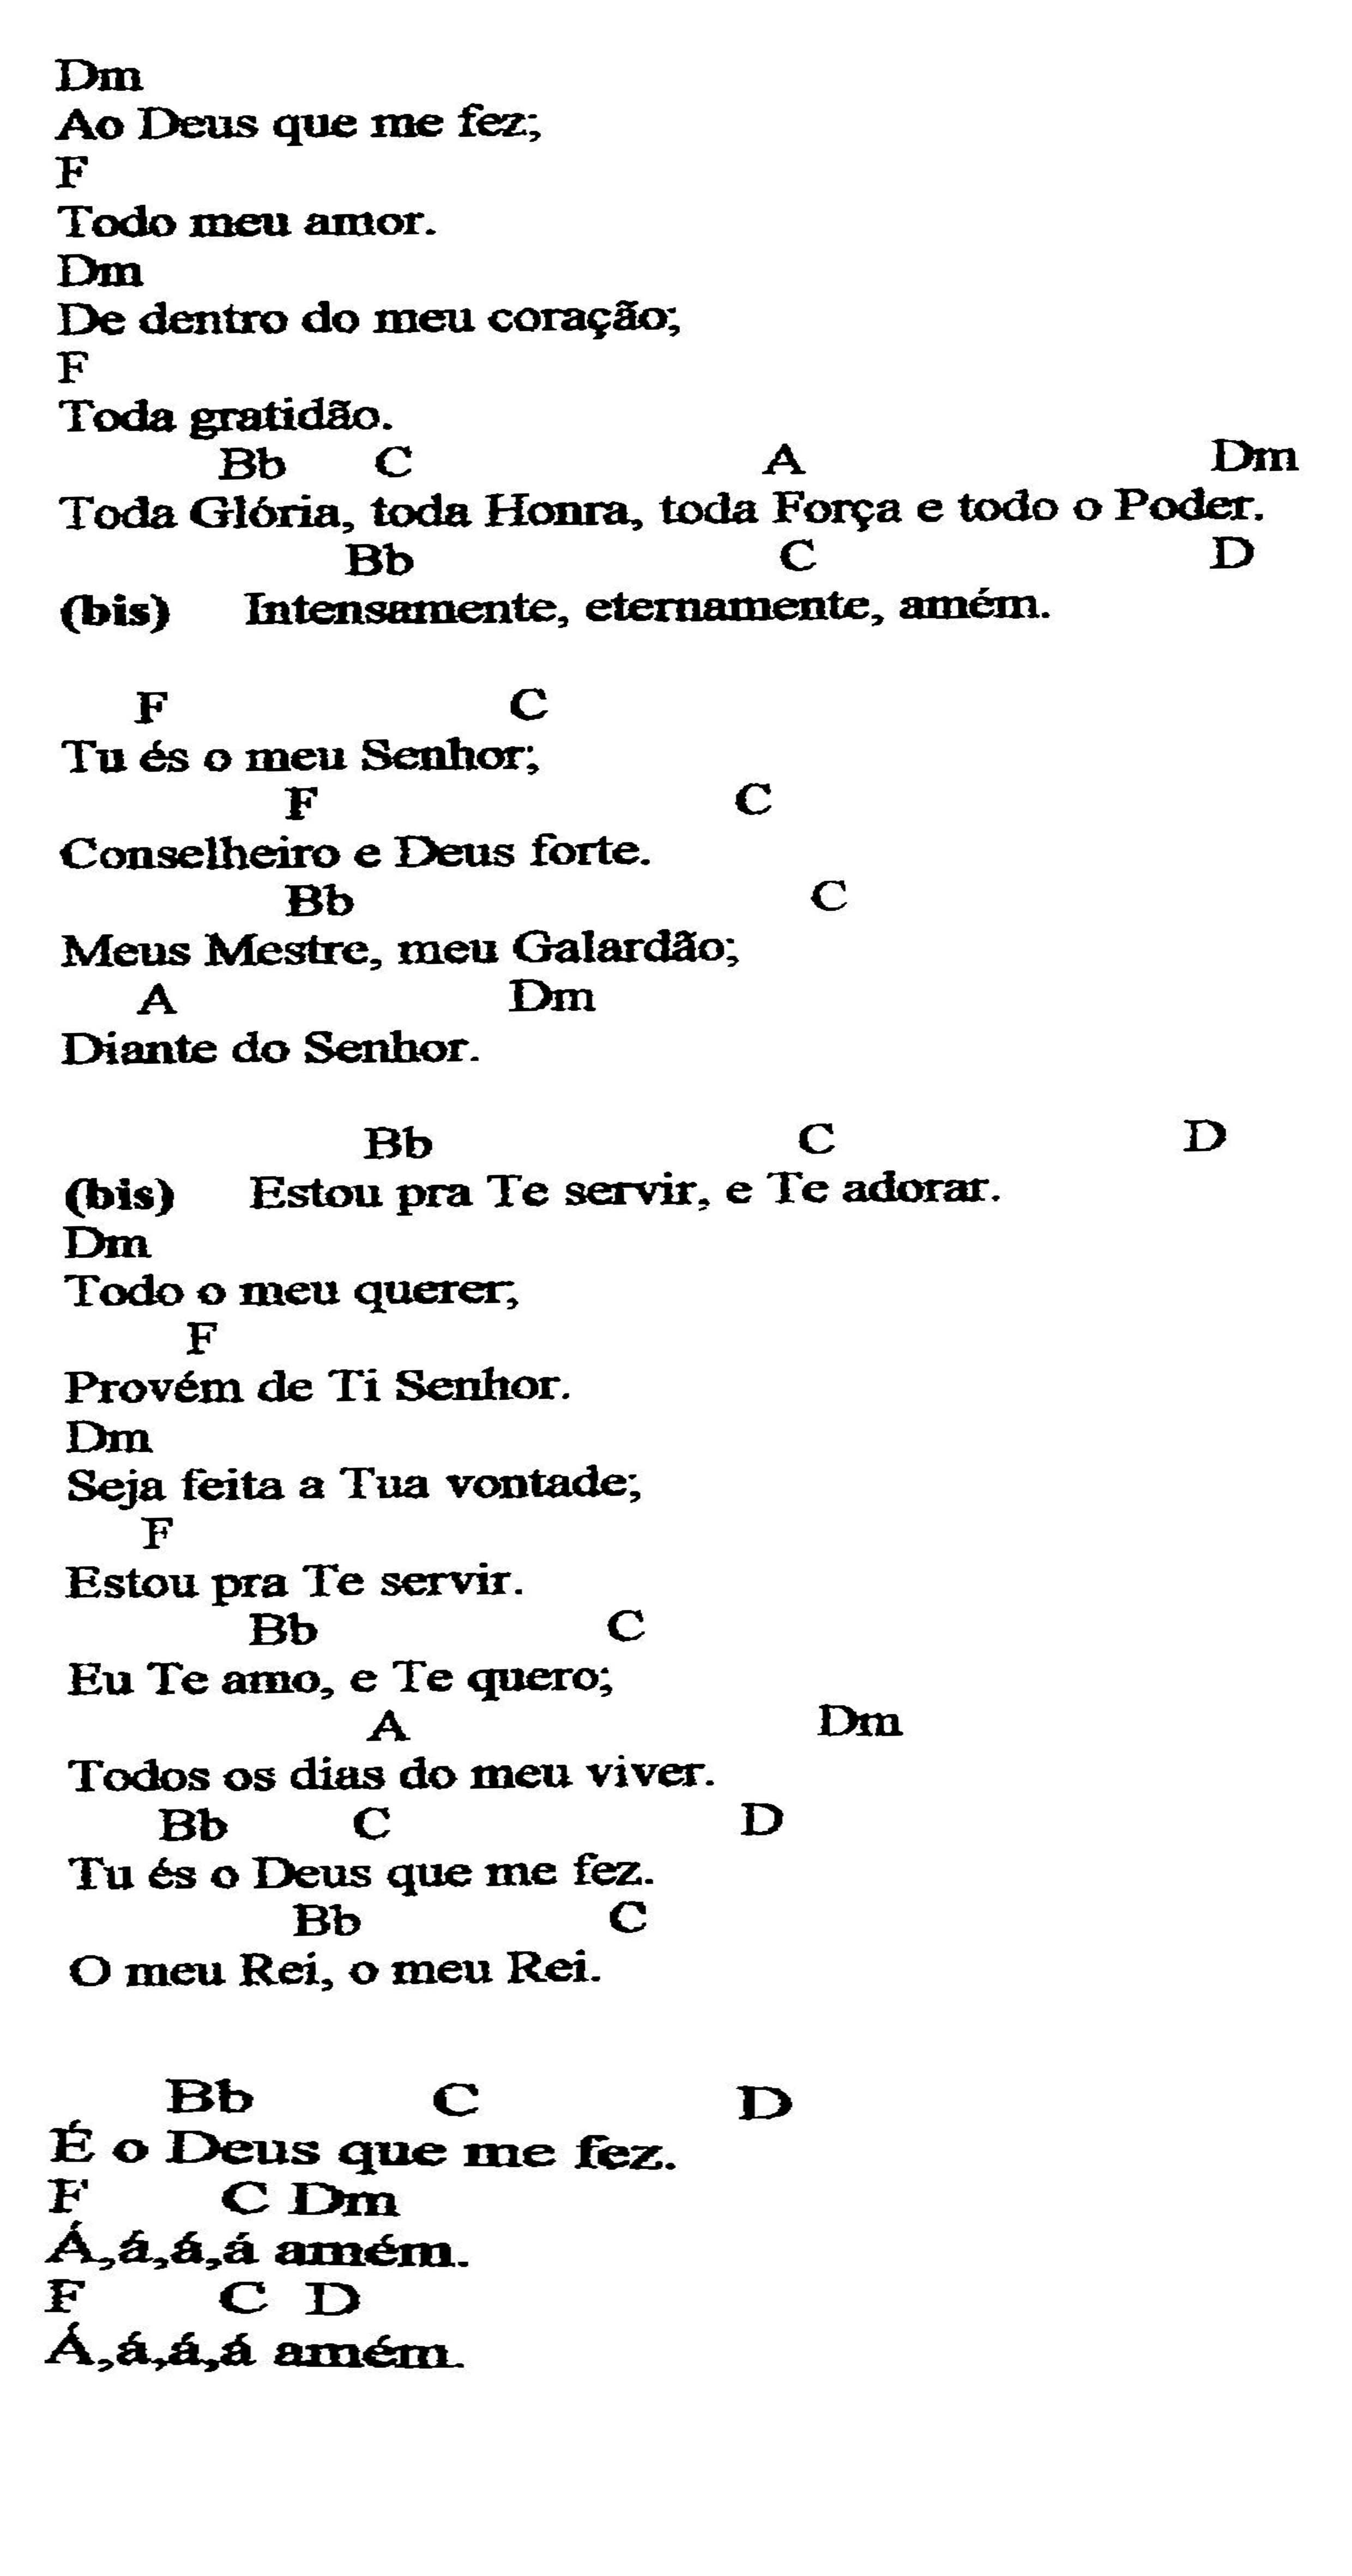 Dm
Ao Deus que me fez;
F
Todo meu amor.
Dm
De dentro do meu coração;
F
Toda gratidão.
Bb C A Dm
Toda Glória, toda Honra, toda Força e todo o Poder.
Bb C D
(bis) Intensamente, eternamente, amém.
F C
Tu és o meu Senhor;
F C
Conselheiro e Deus forte.
Bb C
Meus Mestre, meu Galardão;
A Dm
Diante do Senhor.
Bb C D
(bis) Estou pra Te servir, e Te adorar.
Dm
Todo o meu querer;
F
Provém de Ti Senhor.
Dm
Seja feita a Tua vontade;
F
Estou pra Te servir.
Bb C
Eu Te amo, e Te quero;
A Dm
Todos os dias do meu viver.
Bb C D
Tu és o Deus que me fez.
Bb C
O meu Rei, o meu Rei.
Bb C D
É o Deus que me fez.
F C Dm
Á,á,á,á amém.
F C D
Á,á,á,á amém.